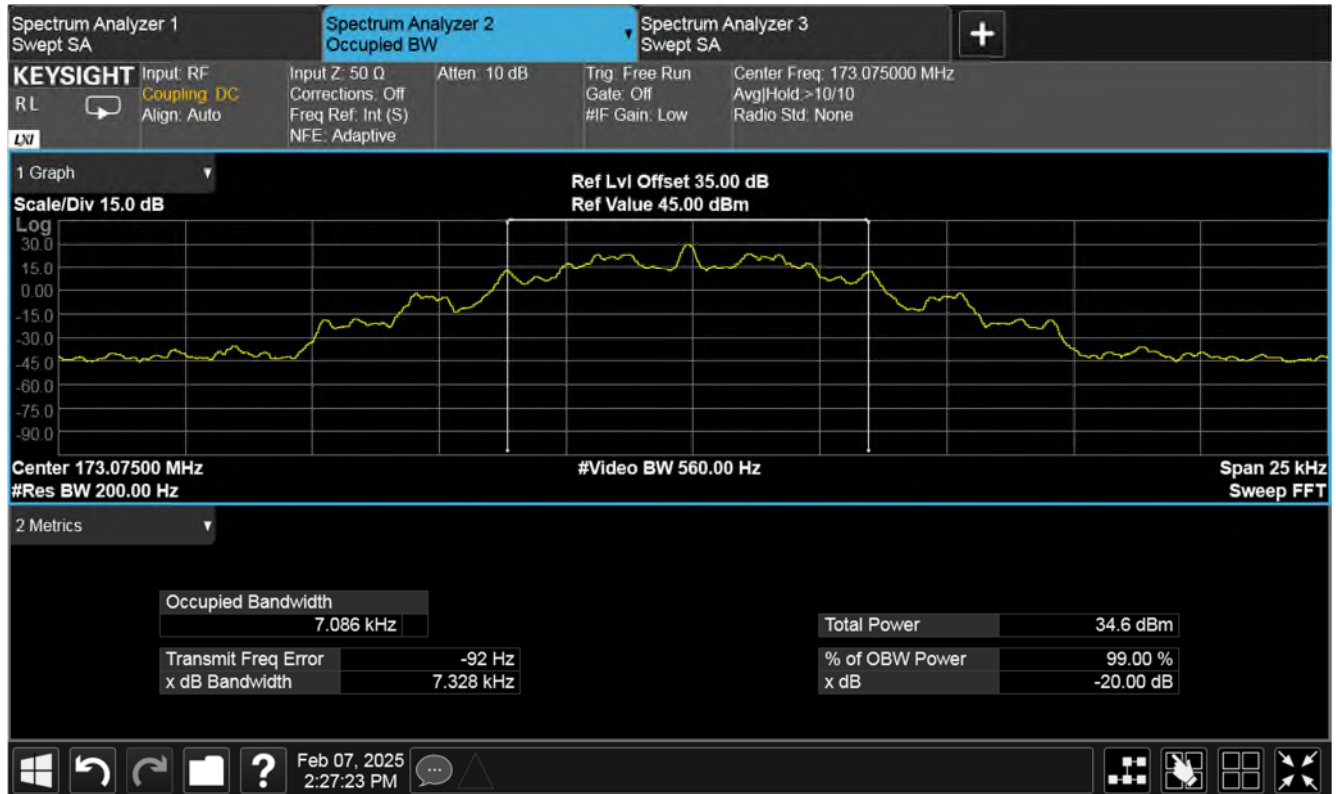 Spectrum Analyzer 1
Swept SA
Spectrum Analyzer 2
Occupied BW
Spectrum Analyzer 3
Swept SA
KEYSIGHT
RL
LXI
Input: RF
Coupling: DC
Align: Auto
Input Z: 50 Ω
Corrections: Off
Freq Ref: Int (S)
NFE: Adaptive
Atten: 10 dB
Trig: Free Run
Gate: Off
#IF Gain: Low
Center Freq: 173.075000 MHz
Avg|Hold:>10/10
Radio Std: None
1 Graph
Scale/Div 15.0 dB
Ref Lvl Offset 35.00 dB
Ref Value 45.00 dBm
Log
30.0
15.0
0.00
-15.0
-30.0
-45.0
-60.0
-75.0
-90.0
Center 173.07500 MHz
#Video BW 560.00 Hz
Span 25 kHz
#Res BW 200.00 Hz
Sweep FFT
2 Metrics
Occupied Bandwidth
7.086 kHz
Total Power 34.6 dBm
Transmit Freq Error -92 Hz
% of OBW Power 99.00 %
x dB Bandwidth 7.328 kHz
x dB -20.00 dB
Feb 07, 2025
2:27:23 PM